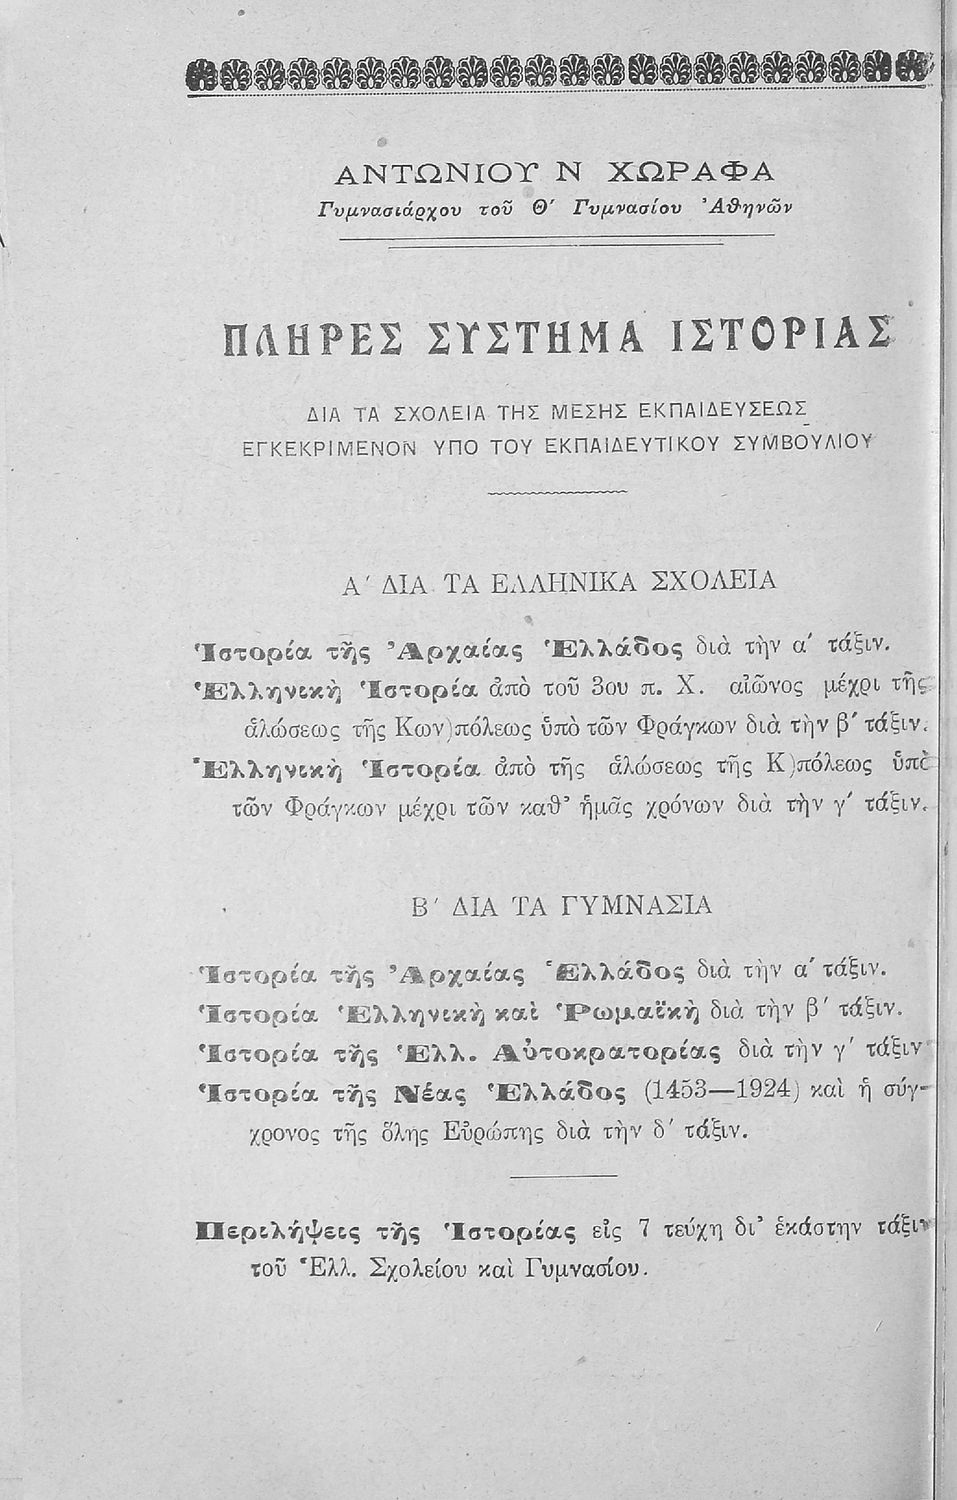 ΑΝΤΩΝΙΟΥ Ν ΧΩΡΑΦΑ
Γυμνασιάρχου τοῦ Θ′ Γυμνασίου Ἀθηνῶν
ΠΛΗΡΕΣ ΣΥΣΤΗΜΑ ΙΣΤΟΡΙΑΣ
ΔΙΑ ΤΑ ΣΧΟΛΕΙΑ ΤΗΣ ΜΕΣΗΣ ΕΚΠΑΙΔΕΥΣΕΩΣ
ΕΓΚΕΚΡΙΜΕΝΟΝ ΥΠΟ ΤΟΥ ΕΚΠΑΙΔΕΥΤΙΚΟΥ ΣΥΜΒΟΥΛΙΟΥ
Α′ ΔΙΑ ΤΑ ΕΛΛΗΝΙΚΑ ΣΧΟΛΕΙΑ
Ἱστορία τῆς Ἀρχαίας Ἑλλάδος διὰ τὴν α′ τάξιν.
Ἑλληνικὴ Ἱστορία ἀπὸ τοῦ 3ου π. Χ. αἰῶνος μέχρι τῆς
ἁλώσεως τῆς Κων)πόλεως ὑπὸ τῶν Φράγκων διὰ τὴν β′ τάξιν.
Ἑλληνικὴ Ἱστορία ἀπὸ τῆς ἁλώσεως τῆς Κ)πόλεως ὑπὸ
τῶν Φράγκων μέχρι τῶν καθ' ἡμᾶς χρόνων διὰ τὴν γ′ τάξιν.
Β′ ΔΙΑ ΤΑ ΓΥΜΝΑΣΙΑ
Ἱστορία τῆς Ἀρχαίας Ἑλλάδος διὰ τὴν α′ τάξιν.
Ἱστορία Ἑλληνικὴ καὶ Ῥωμαϊκὴ διὰ τὴν β′ τάξιν.
Ἱστορία τῆς Ἑλλ. Αὐτοκρατορίας διὰ τὴν γ′ τάξιν
Ἱστορία τῆς Νέας Ἑλλάδος (1453—1924) καὶ ἡ σύγ-
χρονος τῆς ὅλης Εὐρώπης διὰ τὴν δ′ τάξιν.
Περιλήψεις τῆς Ἱστορίας εἰς 7 τεύχη δι' ἑκάστην τάξιν
τοῦ Ἑλλ. Σχολείου καὶ Γυμνασίου.